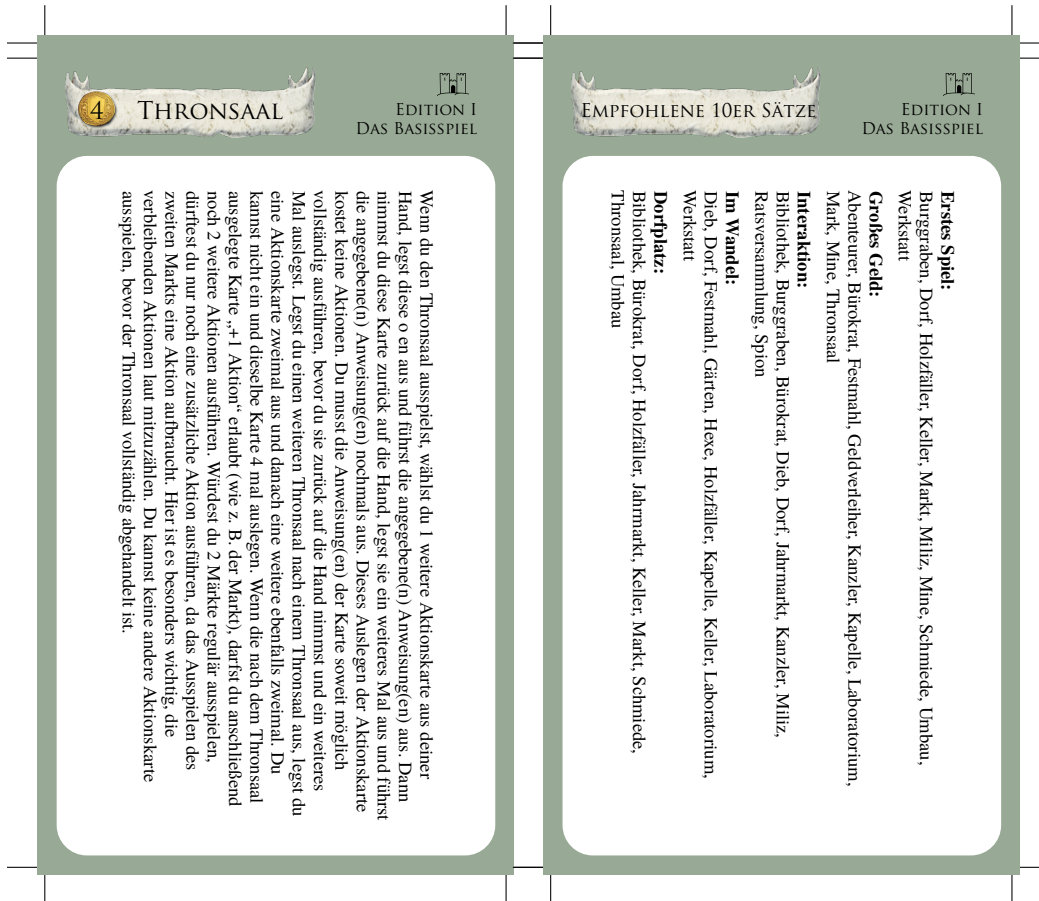 4 THRONSAAL
EDITION I
DAS BASISSPIEL
Wenn du den Thronsaal ausspielst, wählst du 1 weitere Aktionskarte aus deiner
Hand, legst diese o en aus und führst die angegebene(n) Anweisung(en) aus. Dann
nimmst du diese Karte zurück auf die Hand, legst sie ein weiteres Mal aus und führst
die angegebene(n) Anweisung(en) nochmals aus. Dieses Auslegen der Aktionskarte
kostet keine Aktionen. Du musst die Anweisung(en) der Karte soweit möglich
vollständig ausführen, bevor du sie zurück auf die Hand nimmst und ein weiteres
Mal auslegst. Legst du einen weiteren Thronsaal nach einem Thronsaal aus, legst du
eine Aktionskarte zweimal aus und danach eine weitere ebenfalls zweimal. Du
kannst nicht ein und dieselbe Karte 4 mal auslegen. Wenn die nach dem Thronsaal
ausgelegte Karte „+1 Aktion“ erlaubt (wie z. B. der Markt), darfst du anschließend
noch 2 weitere Aktionen ausführen. Würdest du 2 Märkte regulär ausspielen,
dürftest du nur noch eine zusätzliche Aktion ausführen, da das Ausspielen des
zweiten Markts eine Aktion aufbraucht. Hier ist es besonders wichtig, die
verbleibenden Aktionen laut mitzuzählen. Du kannst keine andere Aktionskarte
ausspielen, bevor der Thronsaal vollständig abgehandelt ist.
EMPFOHLENE 10ER SÄTZE
EDITION I
DAS BASISSPIEL
Erstes Spiel:
Burggraben, Dorf, Holzfäller, Keller, Markt, Miliz, Mine, Schmiede, Umbau,
Werkstatt
Großes Geld:
Abenteurer, Bürokrat, Festmahl, Geldverleiher, Kanzler, Kapelle, Laboratorium,
Mark, Mine, Thronsaal
Interaktion:
Bibliothek, Burggraben, Bürokrat, Dieb, Dorf, Jahrmarkt, Kanzler, Miliz,
Ratsversammlung, Spion
Im Wandel:
Dieb, Dorf, Festmahl, Gärten, Hexe, Holzfäller, Kapelle, Keller, Laboratorium,
Werkstatt
Dorfplatz:
Bibliothek, Bürokrat, Dorf, Holzfäller, Jahrmarkt, Keller, Markt, Schmiede,
Thronsaal, Umbau